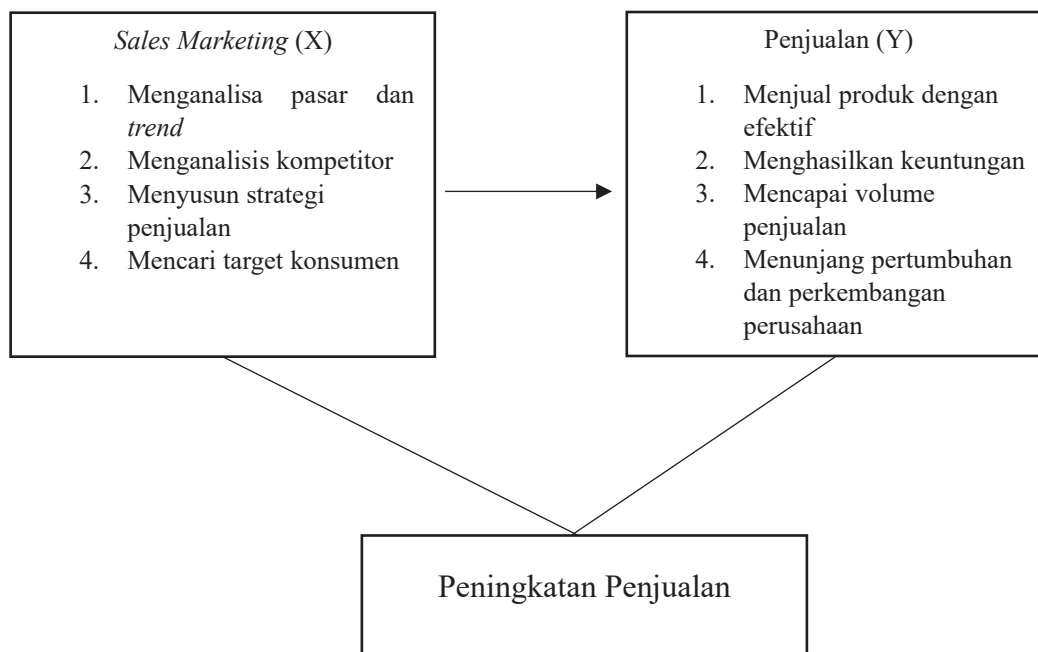 Sales Marketing (X)
1. Menganalisa pasar dan
trend
2. Menganalisis kompetitor
3. Menyusun strategi
penjualan
4. Mencari target konsumen
Penjualan (Y)
1. Menjual produk dengan
efektif
2. Menghasilkan keuntungan
3. Mencapai volume
penjualan
4. Menunjang pertumbuhan
dan perkembangan
perusahaan
Peningkatan Penjualan